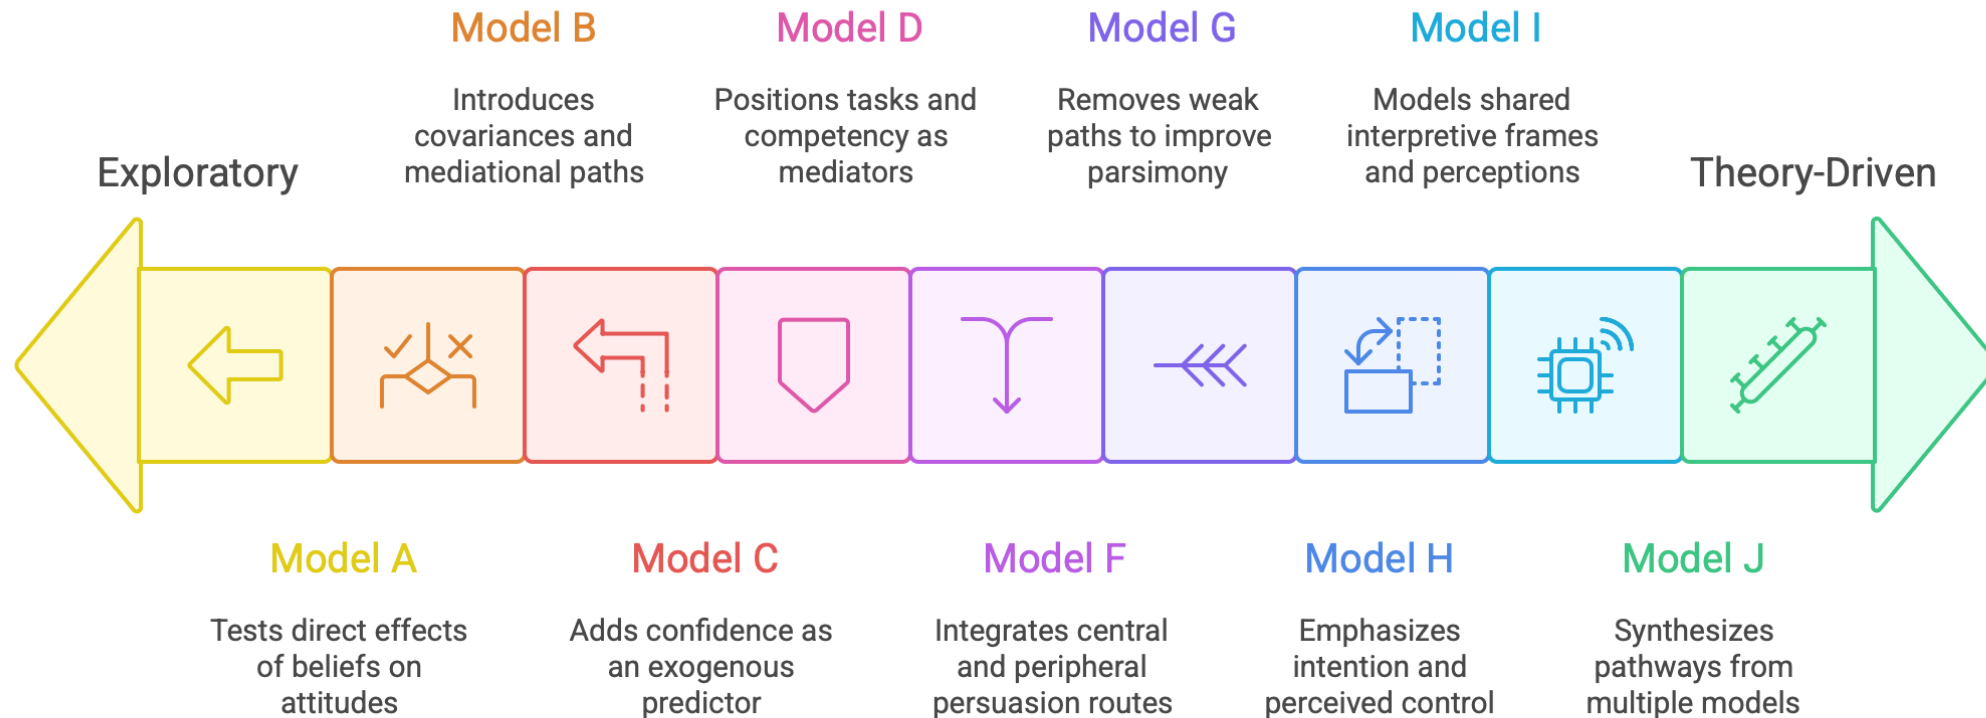 Model B
Introduces
covariances and
mediational paths
Model D
Positions tasks and
competency as
mediators
Model G
Removes weak
paths to improve
parsimony
Model I
Models shared
interpretive frames
and perceptions
Exploratory
Theory-Driven
Model A
Tests direct effects
of beliefs on
attitudes
Model C
Adds confidence as
an exogenous
predictor
Model F
Integrates central
and peripheral
persuasion routes
Model H
Emphasizes
intention and
perceived control
Model J
Synthesizes
pathways from
multiple models